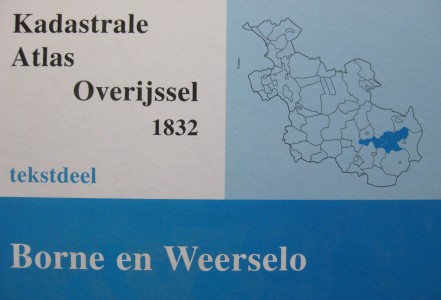 Kadastrale
Atlas
Overijssel
1832
tekstdeel
Borne en Weerselo